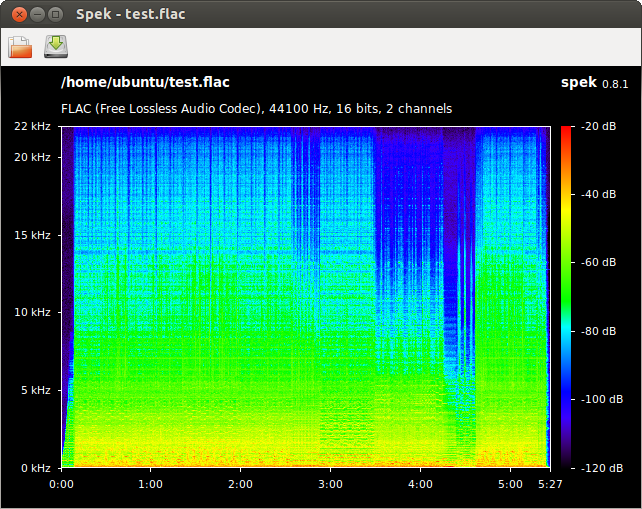 Spek - test.flac
/home/ubuntu/test.flac
spek 0.8.1
FLAC (Free Lossless Audio Codec), 44100 Hz, 16 bits, 2 channels
22 kHz
20 kHz
15 kHz
10 kHz
5 kHz
0 kHz
-20 dB
-40 dB
-60 dB
-80 dB
-100 dB
-120 dB
0:00 1:00 2:00 3:00 4:00 5:00 5:27